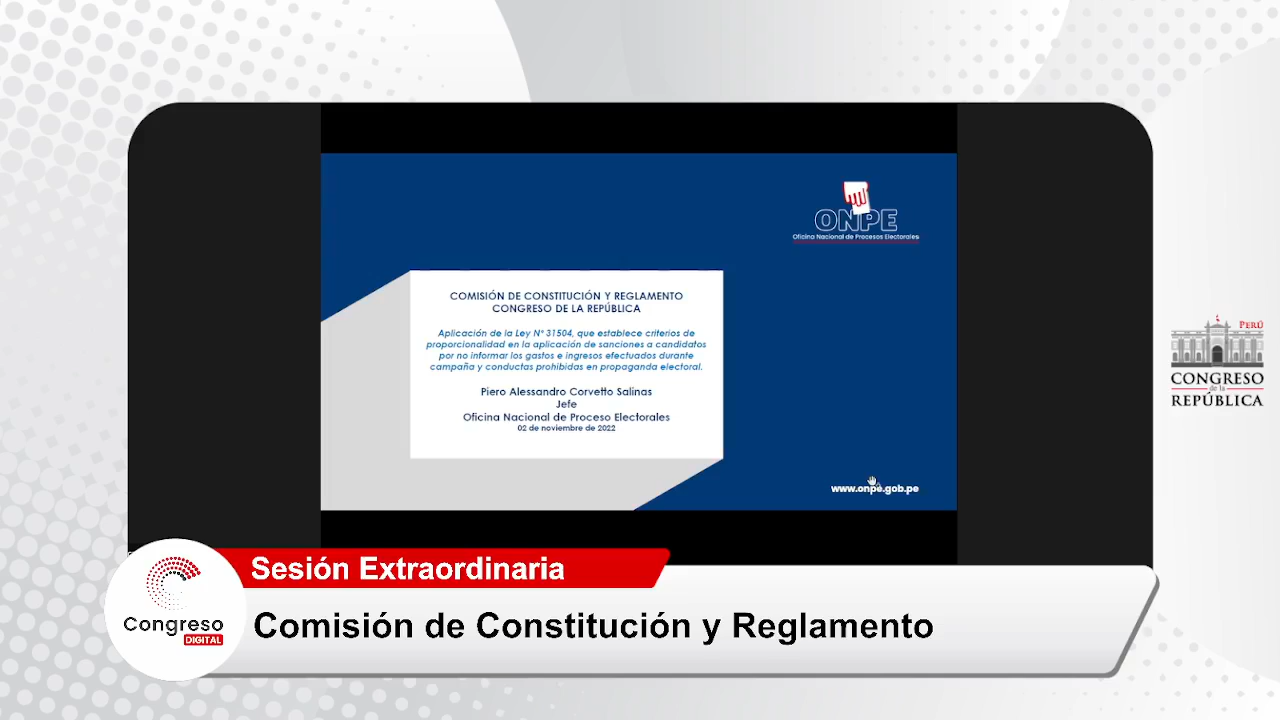 ONPE
Oficina Nacional de Procesos Electorales
COMISIÓN DE CONSTITUCIÓN Y REGLAMENTO
CONGRESO DE LA REPÚBLICA
Aplicación de la Ley N° 31504, que establece criterios de
proporcionalidad en la aplicación de sanciones a candidatos
por no informar los gastos e ingresos efectuados durante
campaña y conductas prohibidas en propaganda electoral.
Piero Alessandro Corvetto Salinas
Jefe
Oficina Nacional de Proceso Electorales
02 de noviembre de 2022
www.onpe.gob.pe
PERÚ
CONGRESO
de la
REPÚBLICA
Sesión Extraordinaria
Congreso
DIGITAL
Comisión de Constitución y Reglamento